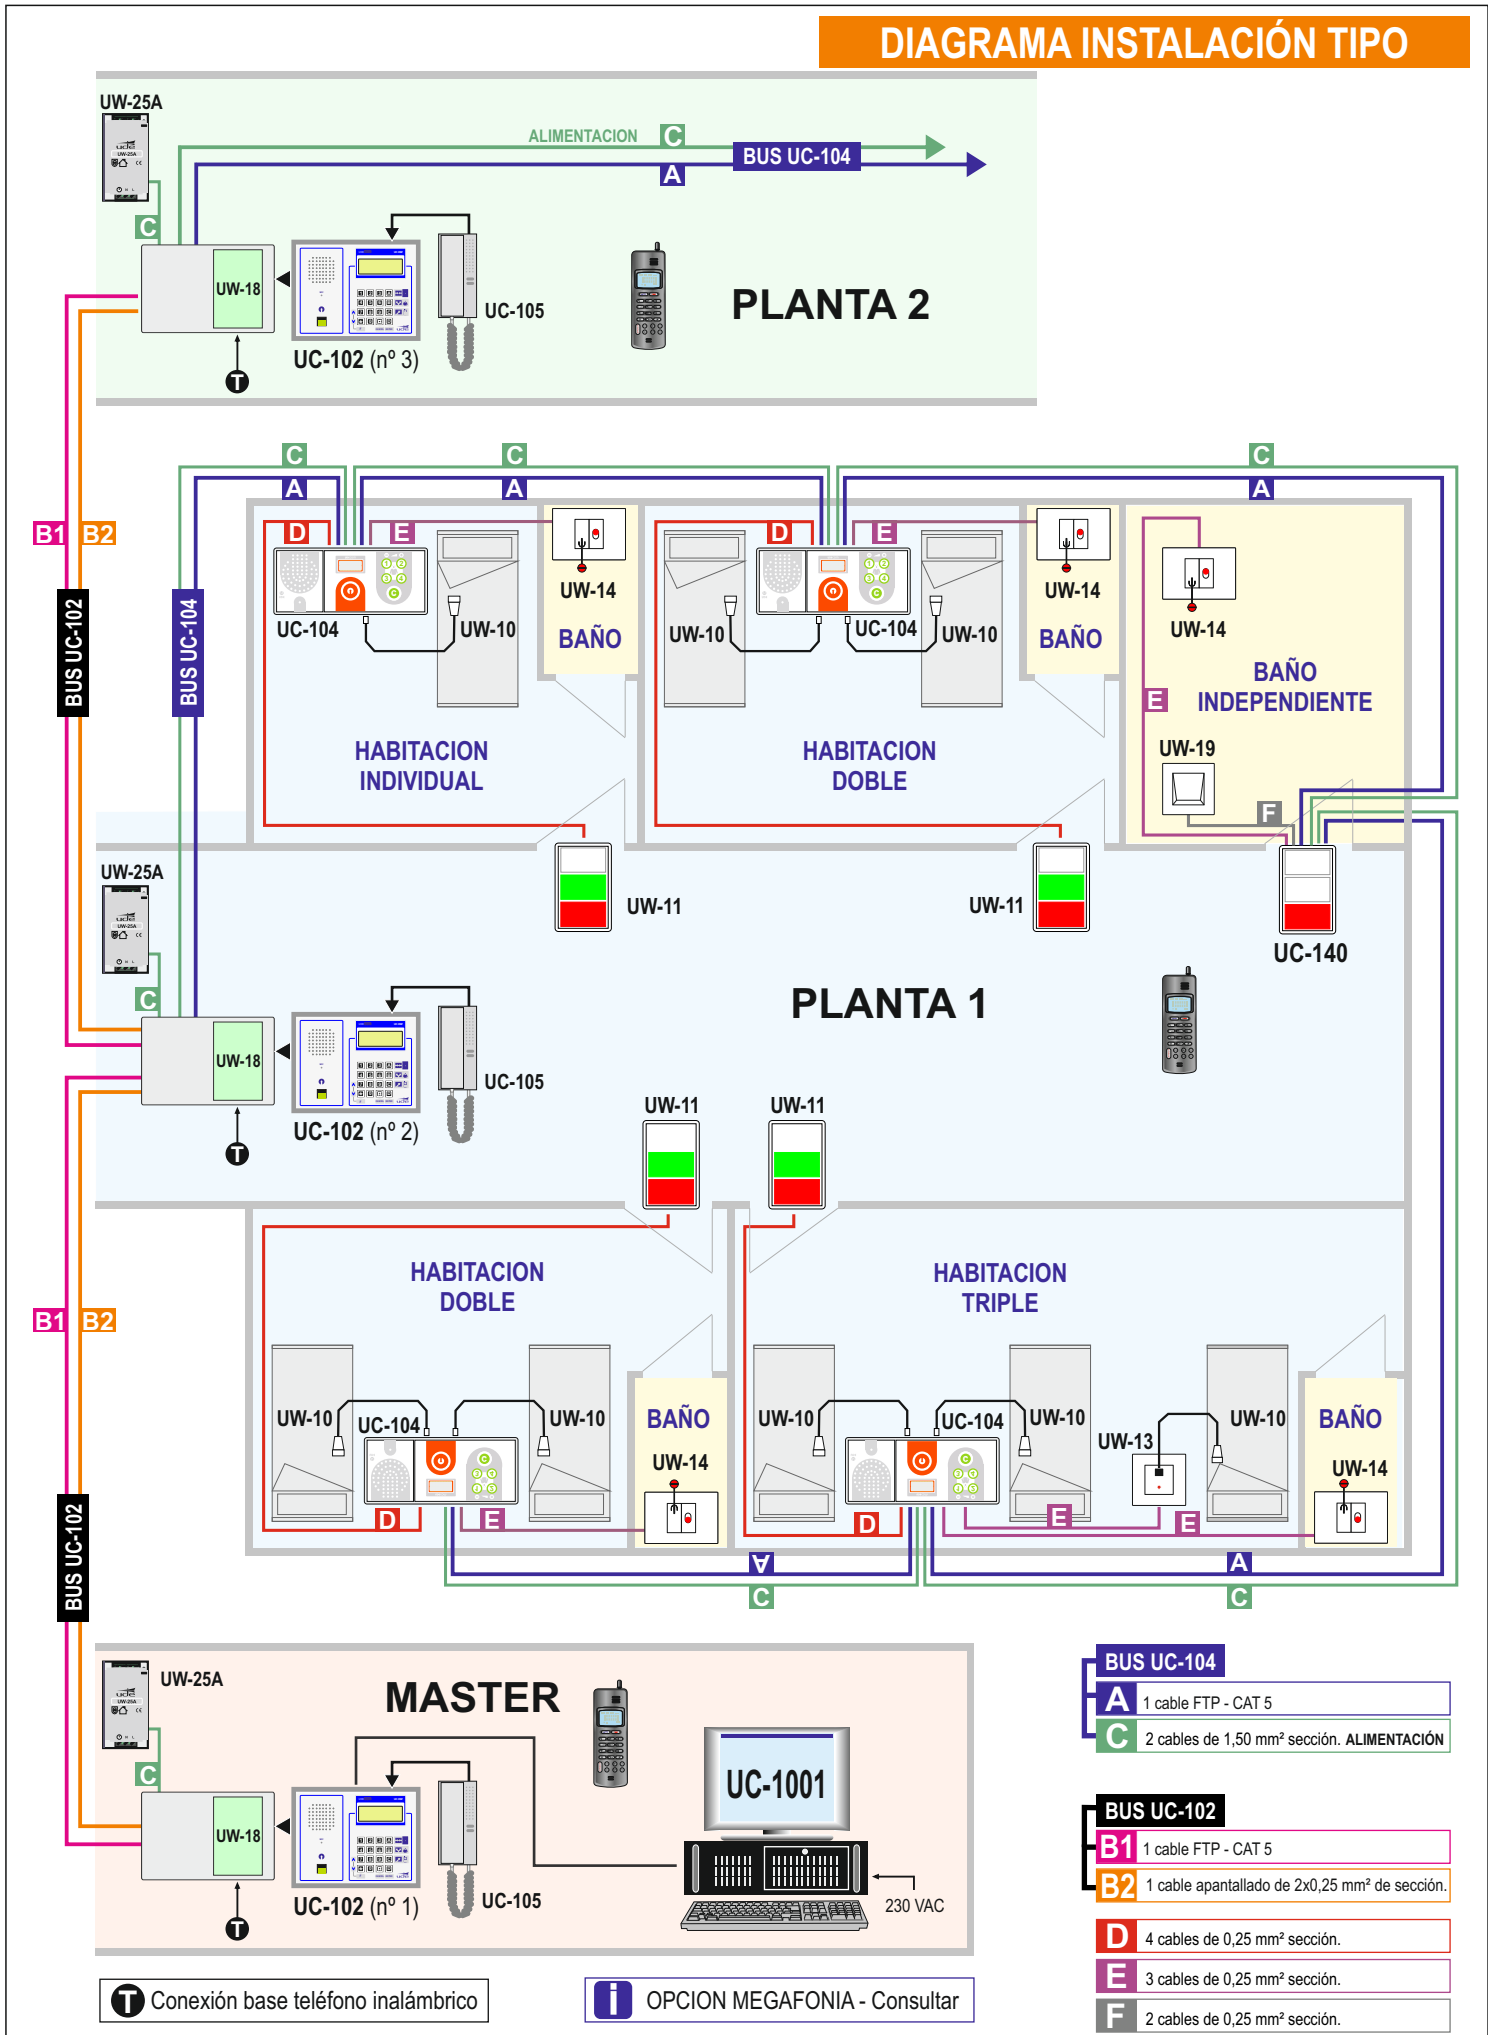 DIAGRAMA INSTALACIÓN TIPO
UW-25A
ude
UW-25A
ALIMENTACION
C
BUS UC-104
A
C
UW-18
UC-105
PLANTA 2
UC-102 (nº 3)
T
C
C
C
A
A
A
B1
B2
D
E
D
E
UW-14
UW-14
UW-14
UC-104
UW-10
UW-10
UC-104
UW-10
BAÑO
BAÑO
BAÑO
INDEPENDIENTE
BUS UC-102
BUS UC-104
E
HABITACION
INDIVIDUAL
HABITACION
DOBLE
UW-19
F
UW-25A
ude
UW-25A
UW-11
UW-11
UC-140
C
PLANTA 1
UW-18
UC-105
UC-102 (nº 2)
T
UW-11
UW-11
HABITACION
DOBLE
HABITACION
TRIPLE
B1
B2
UW-10
UC-104
UW-10
BAÑO
UW-10
UC-104
UW-10
UW-13
UW-10
BAÑO
UW-14
UW-14
D
E
D
E
E
BUS UC-102
A
A
C
C
UW-25A
ude
UW-25A
MASTER
C
UW-18
UC-105
UC-102 (nº 1)
T
UC-1001
230 VAC
BUS UC-104
A 1 cable FTP - CAT 5
C 2 cables de 1,50 mm² sección. ALIMENTACIÓN
BUS UC-102
B1 1 cable FTP - CAT 5
B2 1 cable apantallado de 2x0,25 mm² de sección.
D 4 cables de 0,25 mm² sección.
E 3 cables de 0,25 mm² sección.
F 2 cables de 0,25 mm² sección.
T Conexión base teléfono inalámbrico
i OPCION MEGAFONIA - Consultar